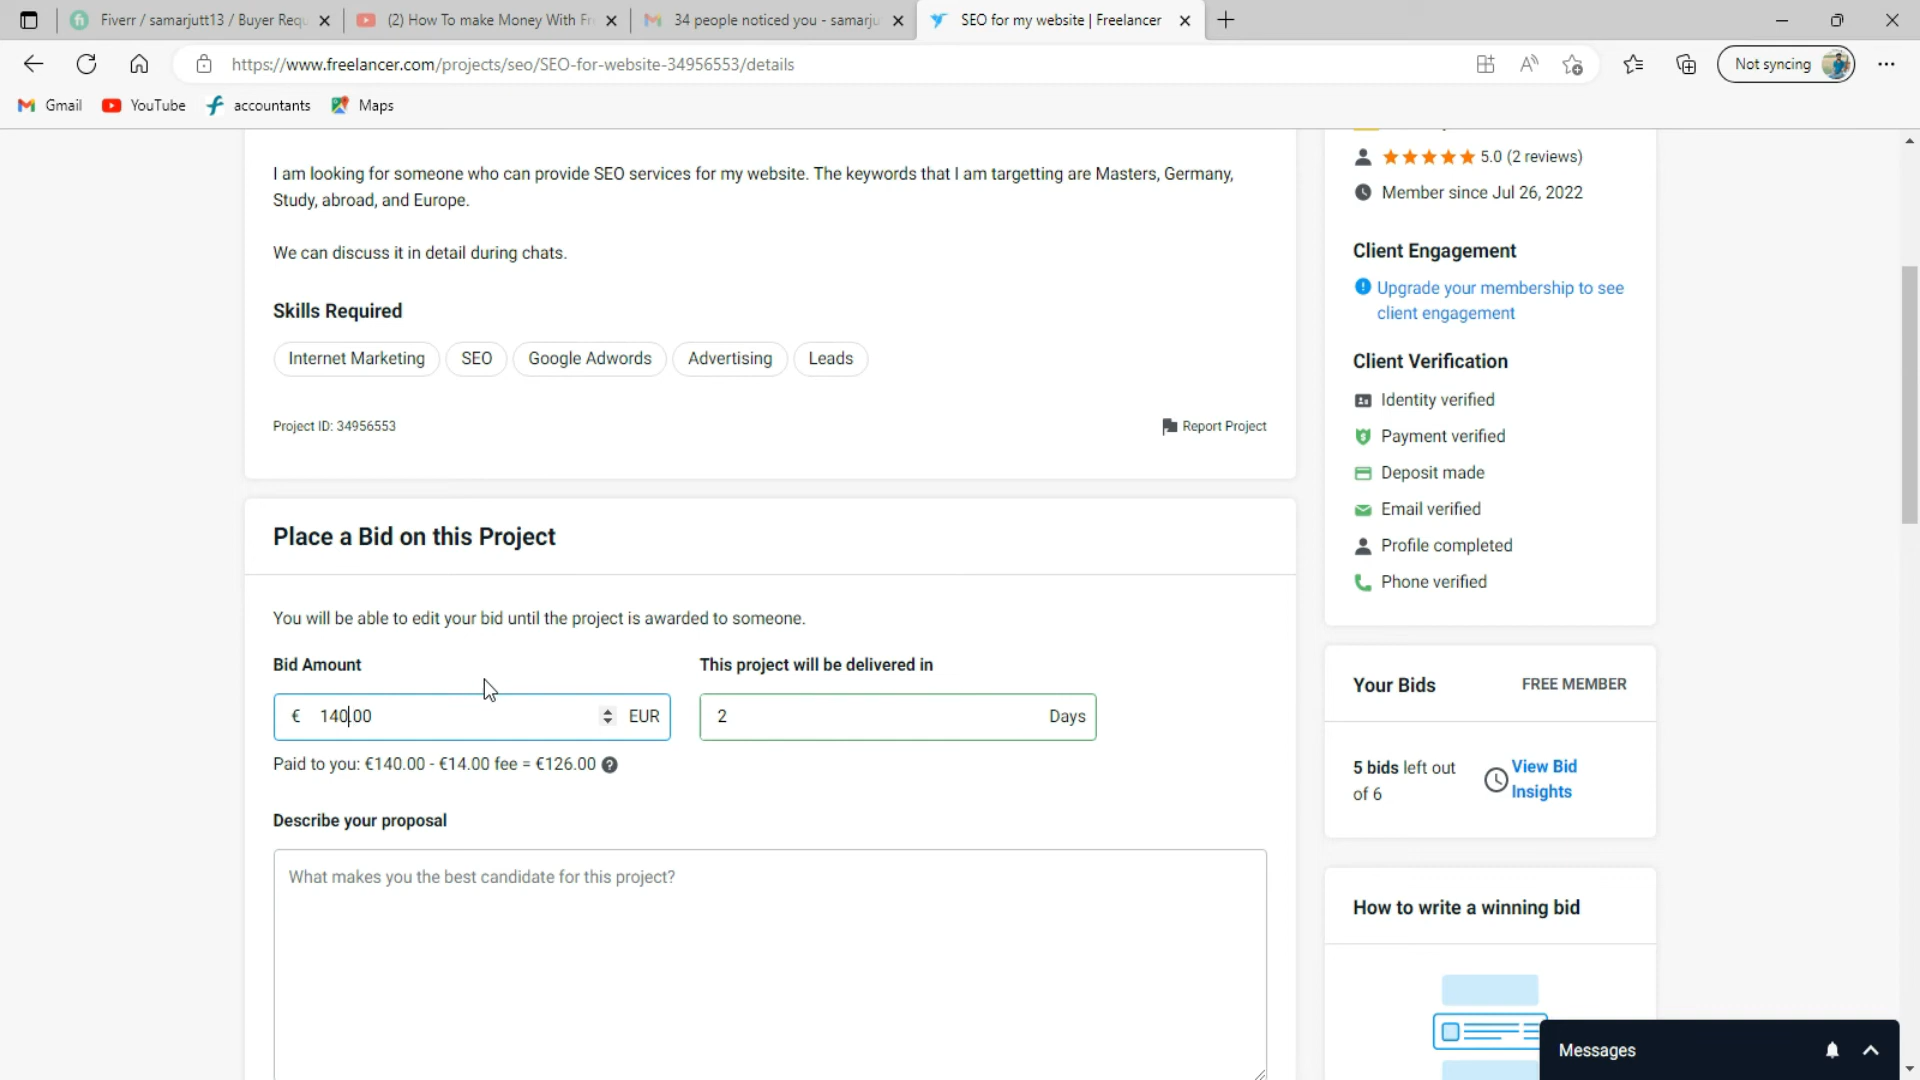 Fiverr / samarjutt13 / Buyer Requ
(2) How To make Money With Fr
34 people noticed you - samarju
SEO for my website | Freelancer
https://www.freelancer.com/projects/seo/SEO-for-website-34956553/details
Not syncing
Gmail
YouTube
accountants
Maps
I am looking for someone who can provide SEO services for my website. The keywords that I am targetting are Masters, Germany,
Study, abroad, and Europe.
We can discuss it in detail during chats.
Skills Required
Internet Marketing
SEO
Google Adwords
Advertising
Leads
Project ID: 34956553
Report Project
Place a Bid on this Project
You will be able to edit your bid until the project is awarded to someone.
Bid Amount
This project will be delivered in
€ 140.00 EUR
2 Days
Paid to you: €140.00 - €14.00 fee = €126.00
Describe your proposal
What makes you the best candidate for this project?
5.0 (2 reviews)
Member since Jul 26, 2022
Client Engagement
Upgrade your membership to see
client engagement
Client Verification
Identity verified
Payment verified
Deposit made
Email verified
Profile completed
Phone verified
Your Bids
FREE MEMBER
5 bids left out
of 6
View Bid
Insights
How to write a winning bid
Messages